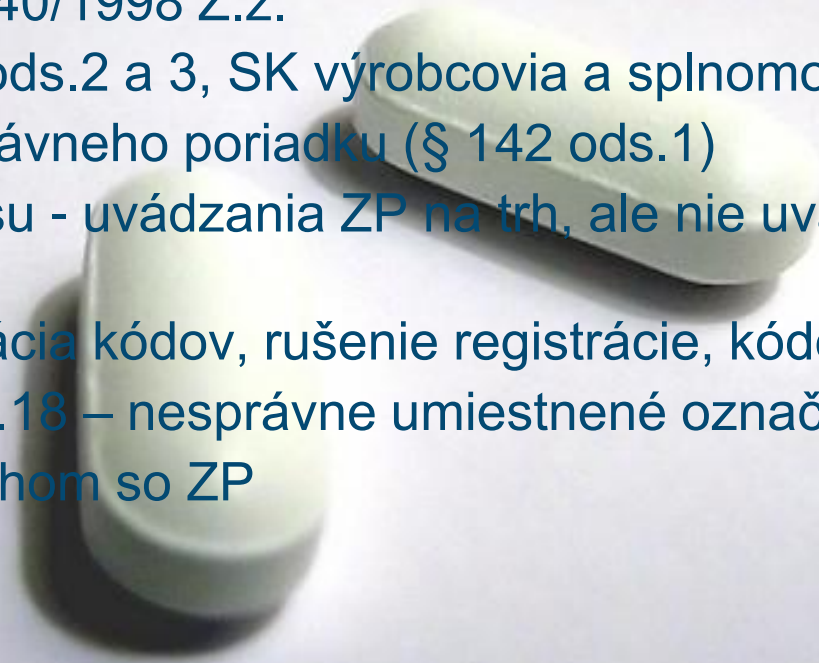 40/1998 Z.z.
ods.2 a 3, SK výrobcovia a splnomo
ávneho poriadku (§ 142 ods.1)
su - uvádzania ZP na trh, ale nie uv
ácia kódov, rušenie registrácie, kód
.18 – nesprávne umiestnené označ
hom so ZP